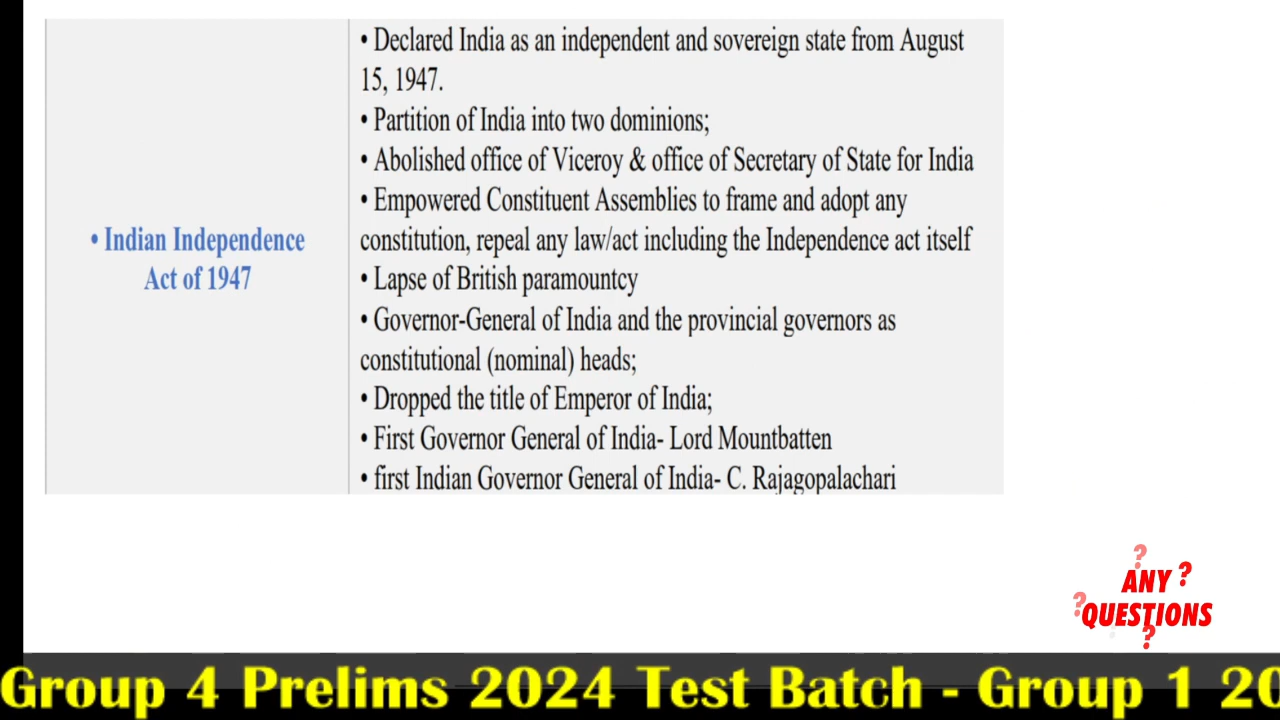 • Declared India as an independent and sovereign state from August
15, 1947.
• Partition of India into two dominions;
• Abolished office of Viceroy & office of Secretary of State for India
• Empowered Constituent Assemblies to frame and adopt any
constitution, repeal any law/act including the Independence act itself
• Indian Independence
Act of 1947
• Lapse of British paramountcy
• Governor-General of India and the provincial governors as
constitutional (nominal) heads;
• Dropped the title of Emperor of India;
• First Governor General of India- Lord Mountbatten
• first Indian Governor General of India- C. Rajagopalachari
?
ANY ?
? QUESTIONS
?
Group 4 Prelims 2024 Test Batch - Group 1 20